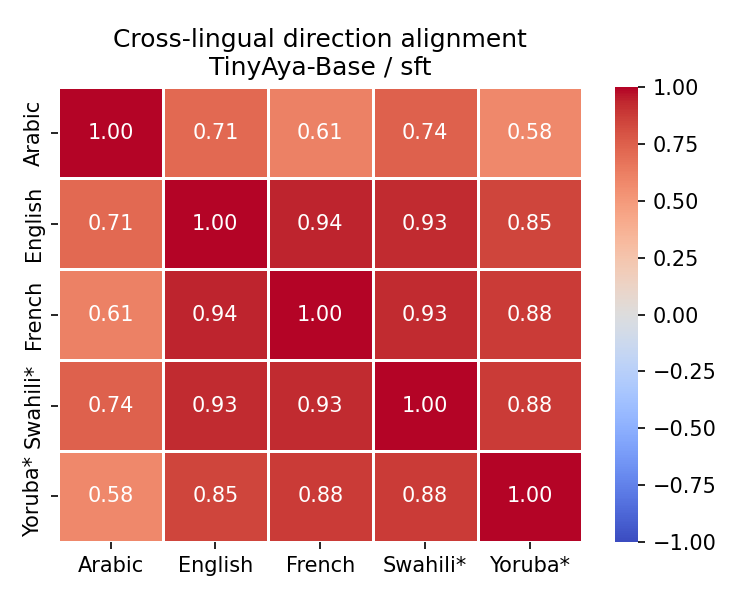 Cross-lingual direction alignment
TinyAya-Base / sft
Arabic 1.00 0.71 0.61 0.74 0.58
English 0.71 1.00 0.94 0.93 0.85
French 0.61 0.94 1.00 0.93 0.88
Swahili* 0.74 0.93 0.93 1.00 0.88
Yoruba* 0.58 0.85 0.88 0.88 1.00
Arabic English French Swahili* Yoruba*
1.00
0.75
0.50
0.25
0.00
−0.25
−0.50
−0.75
−1.00